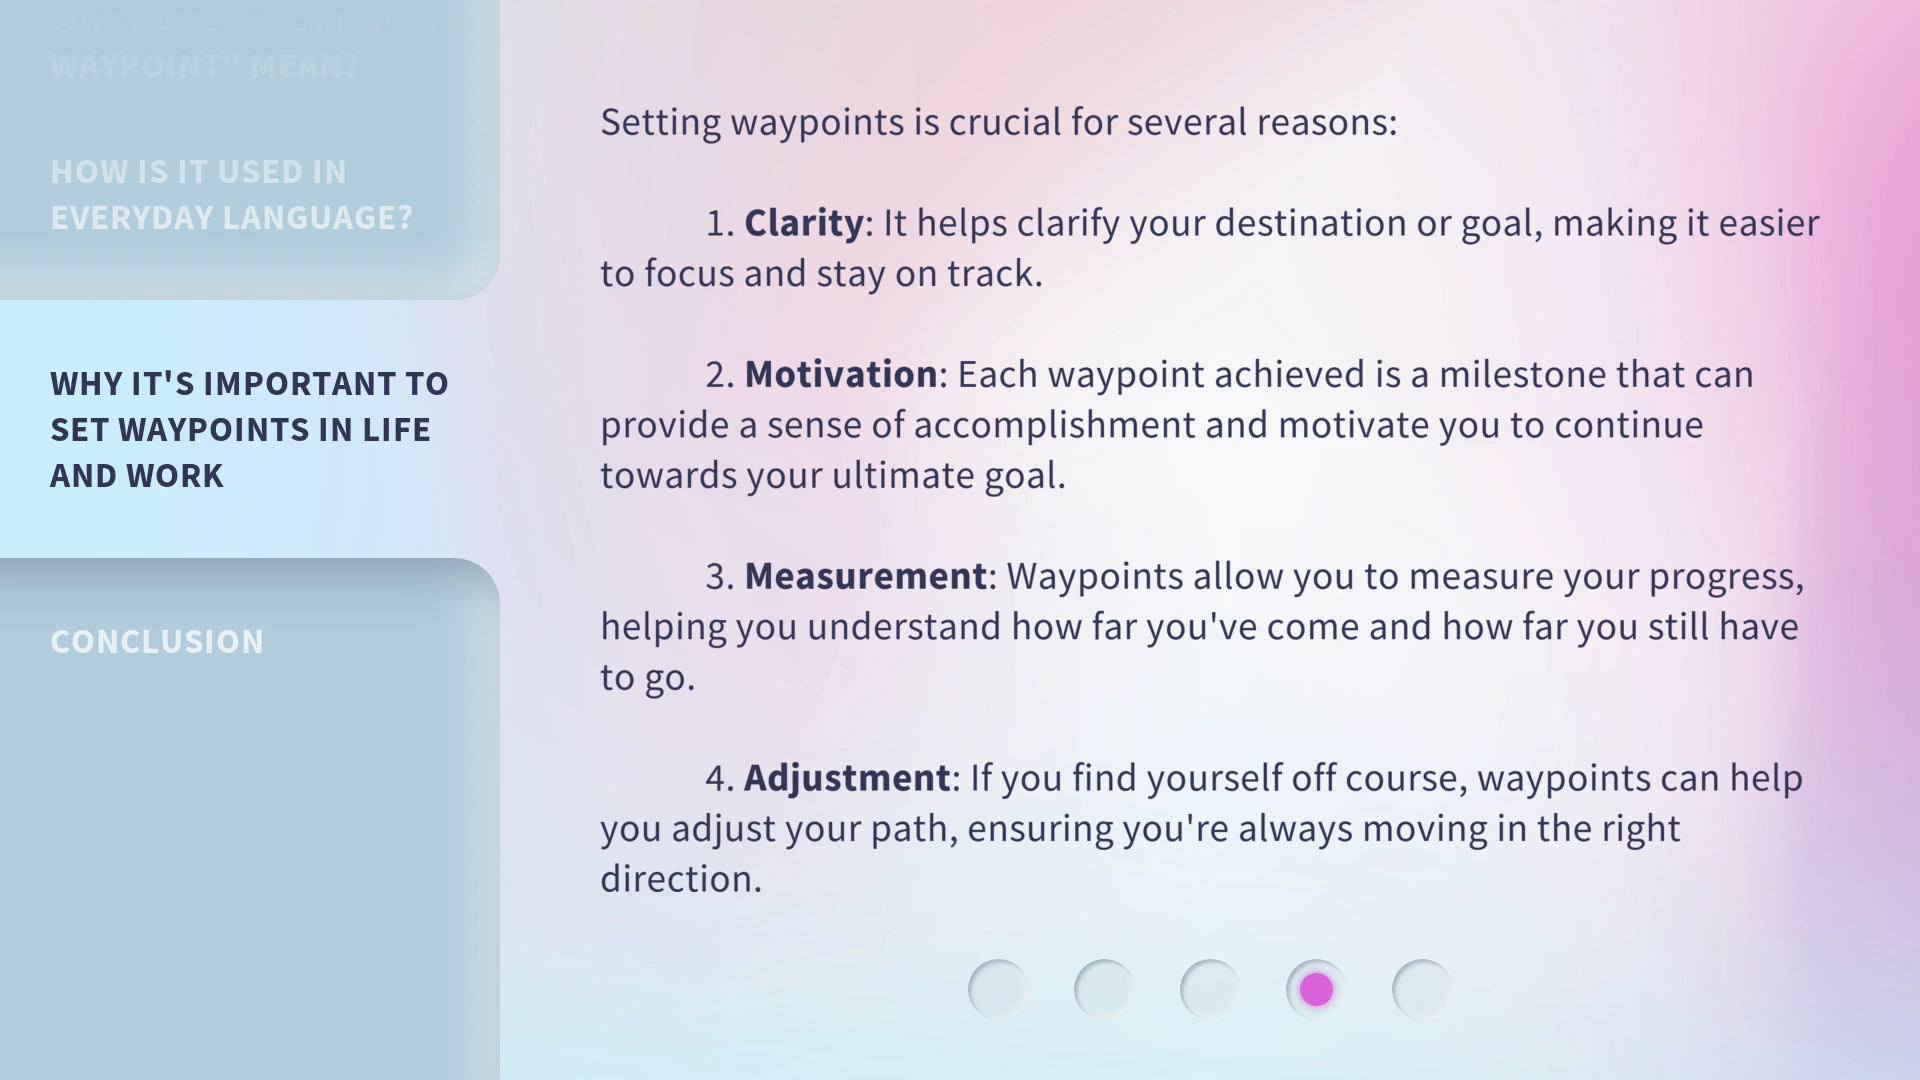 WHAT DOES "SETTING A
WAYPOINT" MEAN?
HOW IS IT USED IN
EVERYDAY LANGUAGE?
WHY IT'S IMPORTANT TO
SET WAYPOINTS IN LIFE
AND WORK
CONCLUSION
Setting waypoints is crucial for several reasons:
1. Clarity: It helps clarify your destination or goal, making it easier
to focus and stay on track.
2. Motivation: Each waypoint achieved is a milestone that can
provide a sense of accomplishment and motivate you to continue
towards your ultimate goal.
3. Measurement: Waypoints allow you to measure your progress,
helping you understand how far you've come and how far you still have
to go.
4. Adjustment: If you find yourself off course, waypoints can help
you adjust your path, ensuring you're always moving in the right
direction.